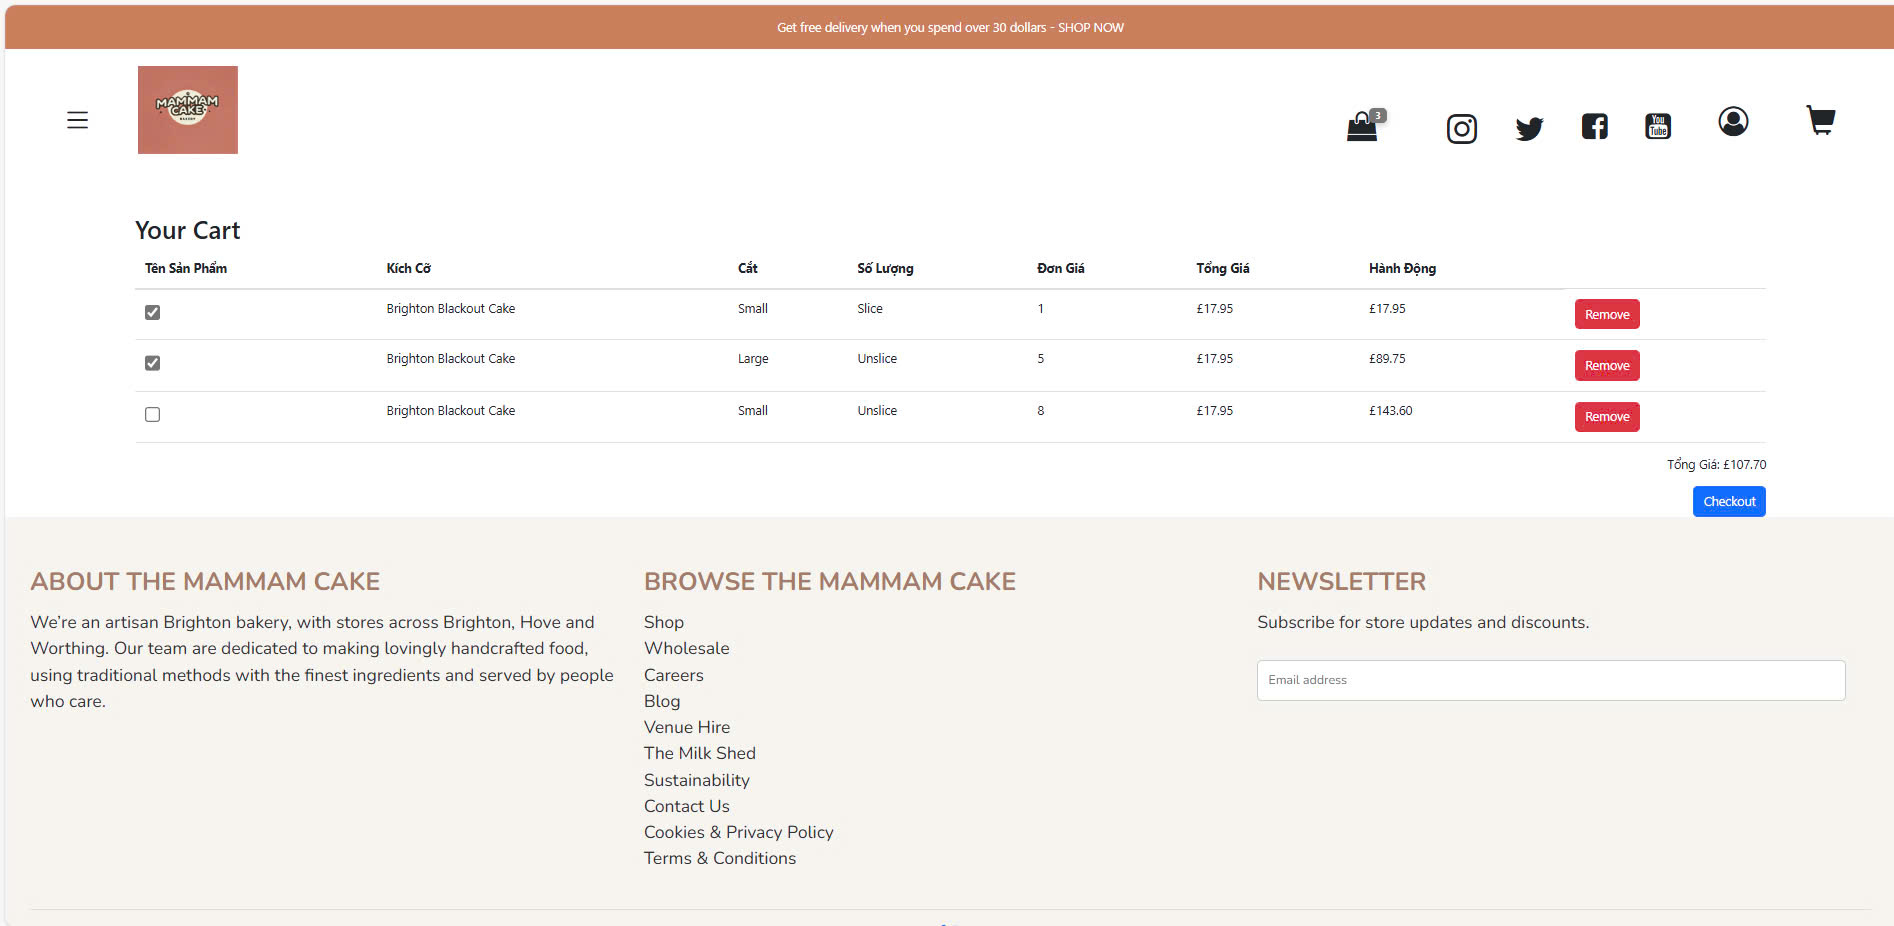 Get free delivery when you spend over 30 dollars - SHOP NOW
MAMMAM
CAKE
BAKERY
3
You
Tube
Your Cart
Tên Sản Phẩm Kích Cỡ Cắt Số Lượng Đơn Giá Tổng Giá Hành Động
Brighton Blackout Cake Small Slice 1 £17.95 £17.95 Remove
Brighton Blackout Cake Large Unslice 5 £17.95 £89.75 Remove
Brighton Blackout Cake Small Unslice 8 £17.95 £143.60 Remove
Tổng Giá: £107.70
Checkout
ABOUT THE MAMMAM CAKE
We’re an artisan Brighton bakery, with stores across Brighton, Hove and
Worthing. Our team are dedicated to making lovingly handcrafted food,
using traditional methods with the finest ingredients and served by people
who care.
BROWSE THE MAMMAM CAKE
Shop
Wholesale
Careers
Blog
Venue Hire
The Milk Shed
Sustainability
Contact Us
Cookies & Privacy Policy
Terms & Conditions
NEWSLETTER
Subscribe for store updates and discounts.
Email address